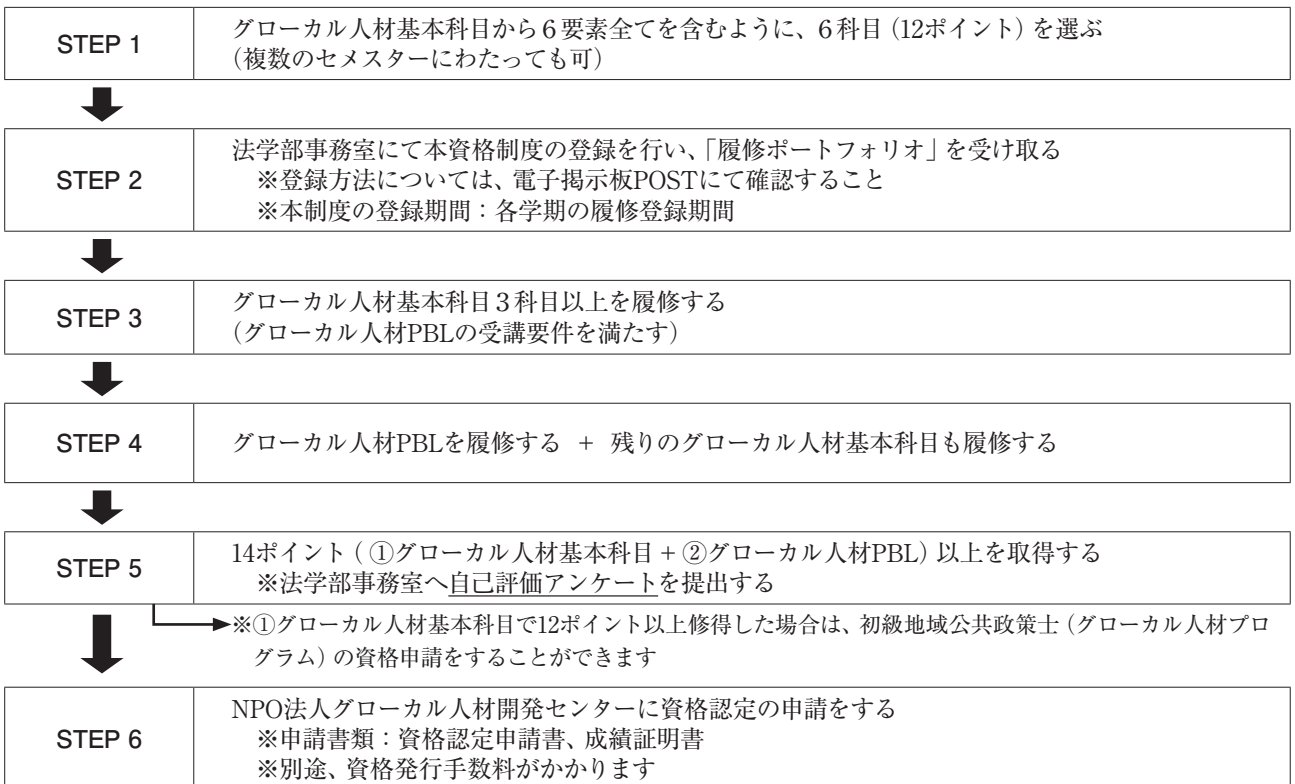 STEP 1
グローカル人材基本科目から６要素全てを含むように、６科目（12ポイント）を選ぶ
（複数のセメスターにわたっても可）
STEP 2
法学部事務室にて本資格制度の登録を行い、「履修ポートフォリオ」を受け取る
※登録方法については、電子掲示板POSTにて確認すること
※本制度の登録期間：各学期の履修登録期間
STEP 3
グローカル人材基本科目３科目以上を履修する
（グローカル人材PBLの受講要件を満たす）
STEP 4
グローカル人材PBLを履修する ＋ 残りのグローカル人材基本科目も履修する
STEP 5
14ポイント（①グローカル人材基本科目＋②グローカル人材PBL）以上を取得する
※法学部事務室へ自己評価アンケートを提出する
※①グローカル人材基本科目で12ポイント以上修得した場合は、初級地域公共政策士（グローカル人材プロ
グラム）の資格申請をすることができます
STEP 6
NPO法人グローカル人材開発センターに資格認定の申請をする
※申請書類：資格認定申請書、成績証明書
※別途、資格発行手数料がかかります